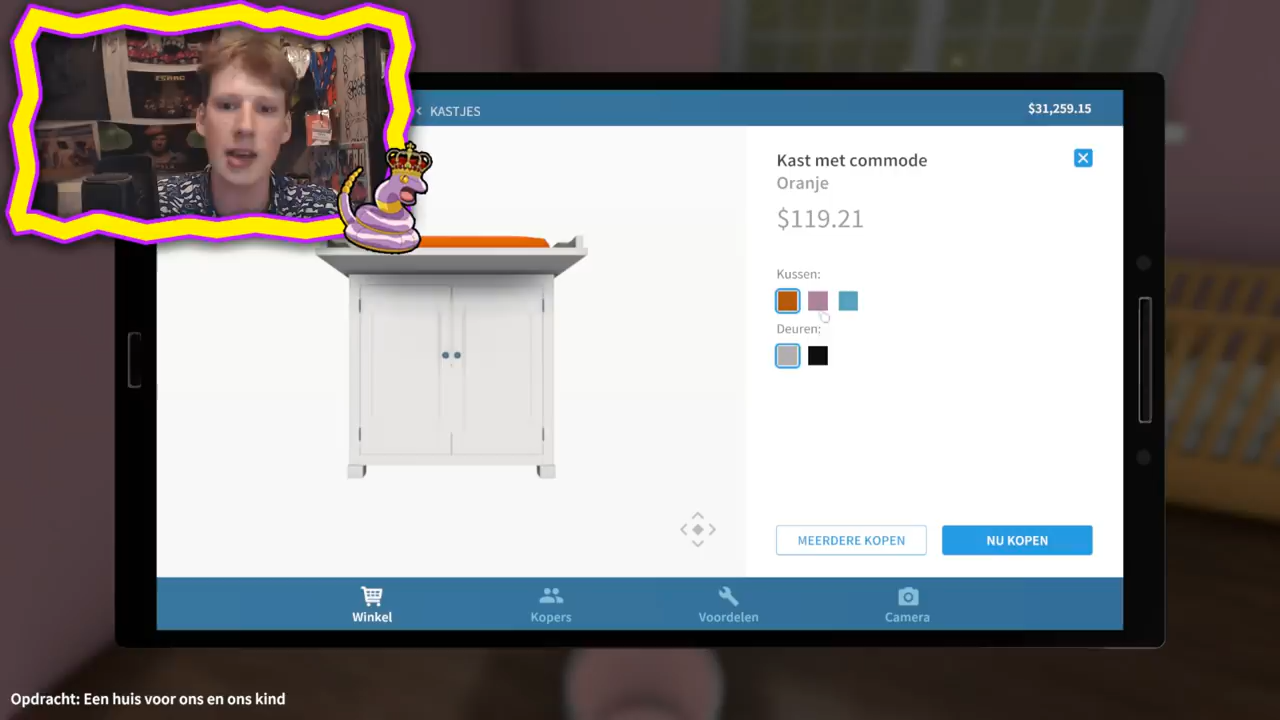 KASTJES
$31,259.15
Kast met commode
Oranje
$119.21
Kussen:
Deuren:
MEERDERE KOPEN
NU KOPEN
Winkel
Kopers
Voordelen
Camera
Opdracht: Een huis voor ons en ons kind